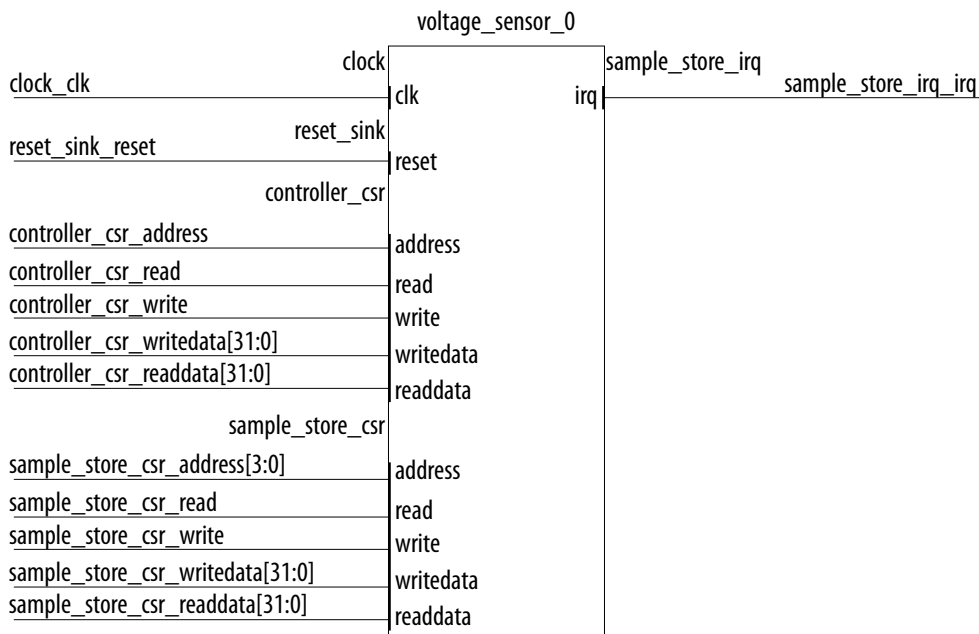 voltage_sensor_0
clock
sample_store_irq
clock_clk
clk
irq
sample_store_irq_irq
reset_sink
reset_sink_reset
reset
controller_csr
controller_csr_address
address
controller_csr_read
read
controller_csr_write
write
controller_csr_writedata[31:0]
writedata
controller_csr_readdata[31:0]
readdata
sample_store_csr
sample_store_csr_address[3:0]
address
sample_store_csr_read
read
sample_store_csr_write
write
sample_store_csr_writedata[31:0]
writedata
sample_store_csr_readdata[31:0]
readdata